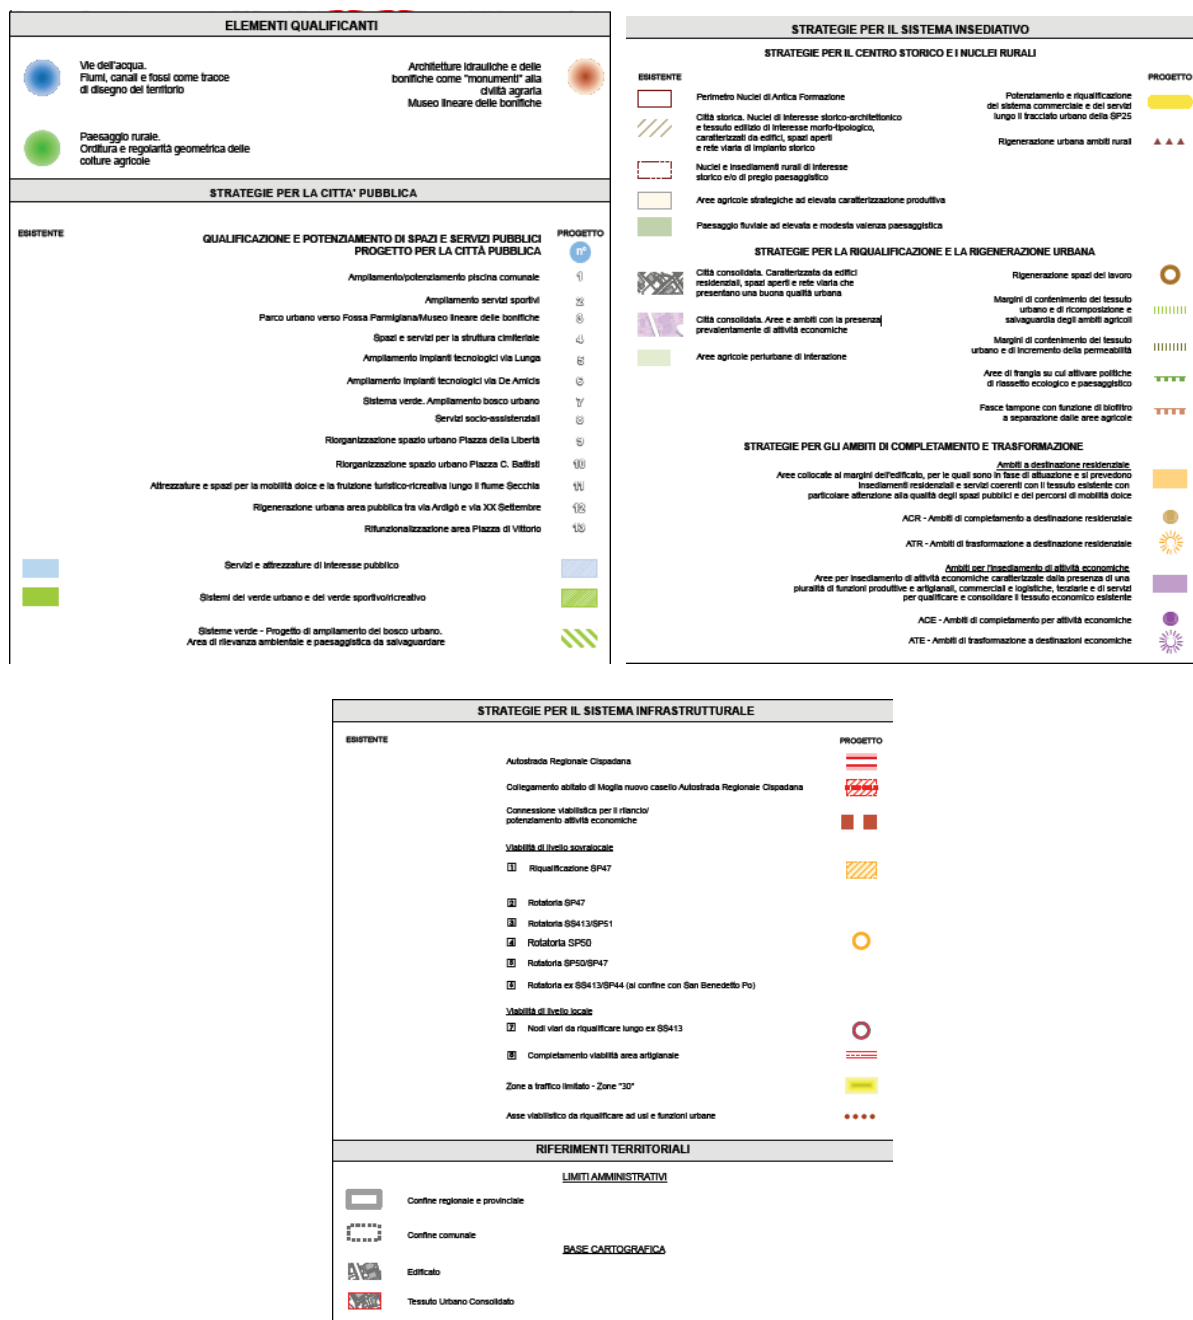 ELEMENTI QUALIFICANTI
Vie dell'acqua.
Fiumi, canali e fossi come tracce
di disegno del territorio
Architetture idrauliche e delle
bonifiche come "monumenti" alla
civiltà agraria
Museo lineare delle bonifiche
Paesaggio rurale.
Orditura e regolarità geometrica delle
colture agricole
STRATEGIE PER LA CITTA' PUBBLICA
ESISTENTE
QUALIFICAZIONE E POTENZIAMENTO DI SPAZI E SERVIZI PUBBLICI
PROGETTO PER LA CITTÀ PUBBLICA
PROGETTO
n°
Ampliamento/potenziamento piscina comunale 1
Ampliamento servizi sportivi 2
Parco urbano verso Fossa Parmigiana/Museo lineare delle bonifiche 3
Spazi e servizi per la struttura cimiteriale 4
Ampliamento impianti tecnologici via Lunga 5
Ampliamento impianti tecnologici via De Amicis 6
Sistema verde. Ampliamento bosco urbano 7
Servizi socio-assistenziali 8
Riorganizzazione spazio urbano Piazza della Libertà 9
Riorganizzazione spazio urbano Piazza C. Battisti 10
Attrezzature e spazi per la mobilità dolce e la fruizione turistico-ricreativa lungo il fiume Secchia 11
Rigenerazione urbana area pubblica tra via Ardigò e via XX Settembre 12
Rifunzionalizzazione area Piazza di Vittorio 13
Servizi e attrezzature di interesse pubblico
Sistemi del verde urbano e del verde sportivo/ricreativo
Sisteme verde - Progetto di ampliamento del bosco urbano.
Area di rilevanza ambientale e paesaggistica da salvaguardare
STRATEGIE PER IL SISTEMA INSEDIATIVO
STRATEGIE PER IL CENTRO STORICO E I NUCLEI RURALI
ESISTENTE
PROGETTO
Perimetro Nuclei di Antica Formazione
Città storica. Nuclei di interesse storico-architettonico
e tessuto edilizio di interesse morfo-tipologico,
caratterizzati da edifici, spazi aperti
e rete viaria di impianto storico
Nuclei e insediamenti rurali di interesse
storico e/o di pregio paesaggistico
Aree agricole strategiche ad elevata caratterizzazione produttiva
Paesaggio fluviale ad elevata e modesta valenza paesaggistica
Potenziamento e riqualificazione
del sistema commerciale e dei servizi
lungo il tracciato urbano della SP25
Rigenerazione urbana ambiti rurali
STRATEGIE PER LA RIQUALIFICAZIONE E LA RIGENERAZIONE URBANA
Città consolidata. Caratterizzata da edifici
residenziali, spazi aperti e rete viaria che
presentano una buona qualità urbana
Città consolidata. Aree e ambiti con la presenza
prevalentemente di attività economiche
Aree agricole periurbane di interazione
Rigenerazione spazi del lavoro
Margini di contenimento del tessuto
urbano e di ricomposizione e
salvaguardia degli ambiti agricoli
Margini di contenimento del tessuto
urbano e di incremento della permeabilità
Aree di frangia su cui attivare politiche
di riassetto ecologico e paesaggistico
Fasce tampone con funzione di biofiltro
a separazione dalle aree agricole
STRATEGIE PER GLI AMBITI DI COMPLETAMENTO E TRASFORMAZIONE
Ambiti a destinazione residenziale
Aree collocate ai margini dell'edificato, per le quali sono in fase di attuazione e si prevedono
insediamenti residenziali e servizi coerenti con il tessuto esistente con
particolare attenzione alla qualità degli spazi pubblici e dei percorsi di mobilità dolce
ACR - Ambiti di completamento a destinazione residenziale
ATR - Ambiti di trasformazione a destinazione residenziale
Ambiti per l'insediamento di attività economiche
Aree per insediamento di attività economiche caratterizzate dalla presenza di una
pluralità di funzioni produttive e artigianali, commerciali e logistiche, terziarie e di servizi
per qualificare e consolidare il tessuto economico esistente
ACE - Ambiti di completamento per attività economiche
ATE - Ambiti di trasformazione a destinazioni economiche
STRATEGIE PER IL SISTEMA INFRASTRUTTURALE
ESISTENTE
PROGETTO
Autostrada Regionale Cispadana
Collegamento abitato di Moglia nuovo casello Autostrada Regionale Cispadana
Connessione viabilistica per il rilancio/
potenziamento attività economiche
Viabilità di livello sovralocale
1 Riqualificazione SP47
2 Rotatoria SP47
3 Rotatoria SS413/SP51
4 Rotatoria SP50
5 Rotatoria SP50/SP47
6 Rotatoria ex SS413/SP44 (al confine con San Benedetto Po)
Viabilità di livello locale
7 Nodi viari da riqualificare lungo ex SS413
8 Completamento viabilità area artigianale
Zone a traffico limitato - Zone "30"
Asse viabilistico da riqualificare ad usi e funzioni urbane
RIFERIMENTI TERRITORIALI
LIMITI AMMINISTRATIVI
Confine regionale e provinciale
Confine comunale
BASE CARTOGRAFICA
Edificato
Tessuto Urbano Consolidato